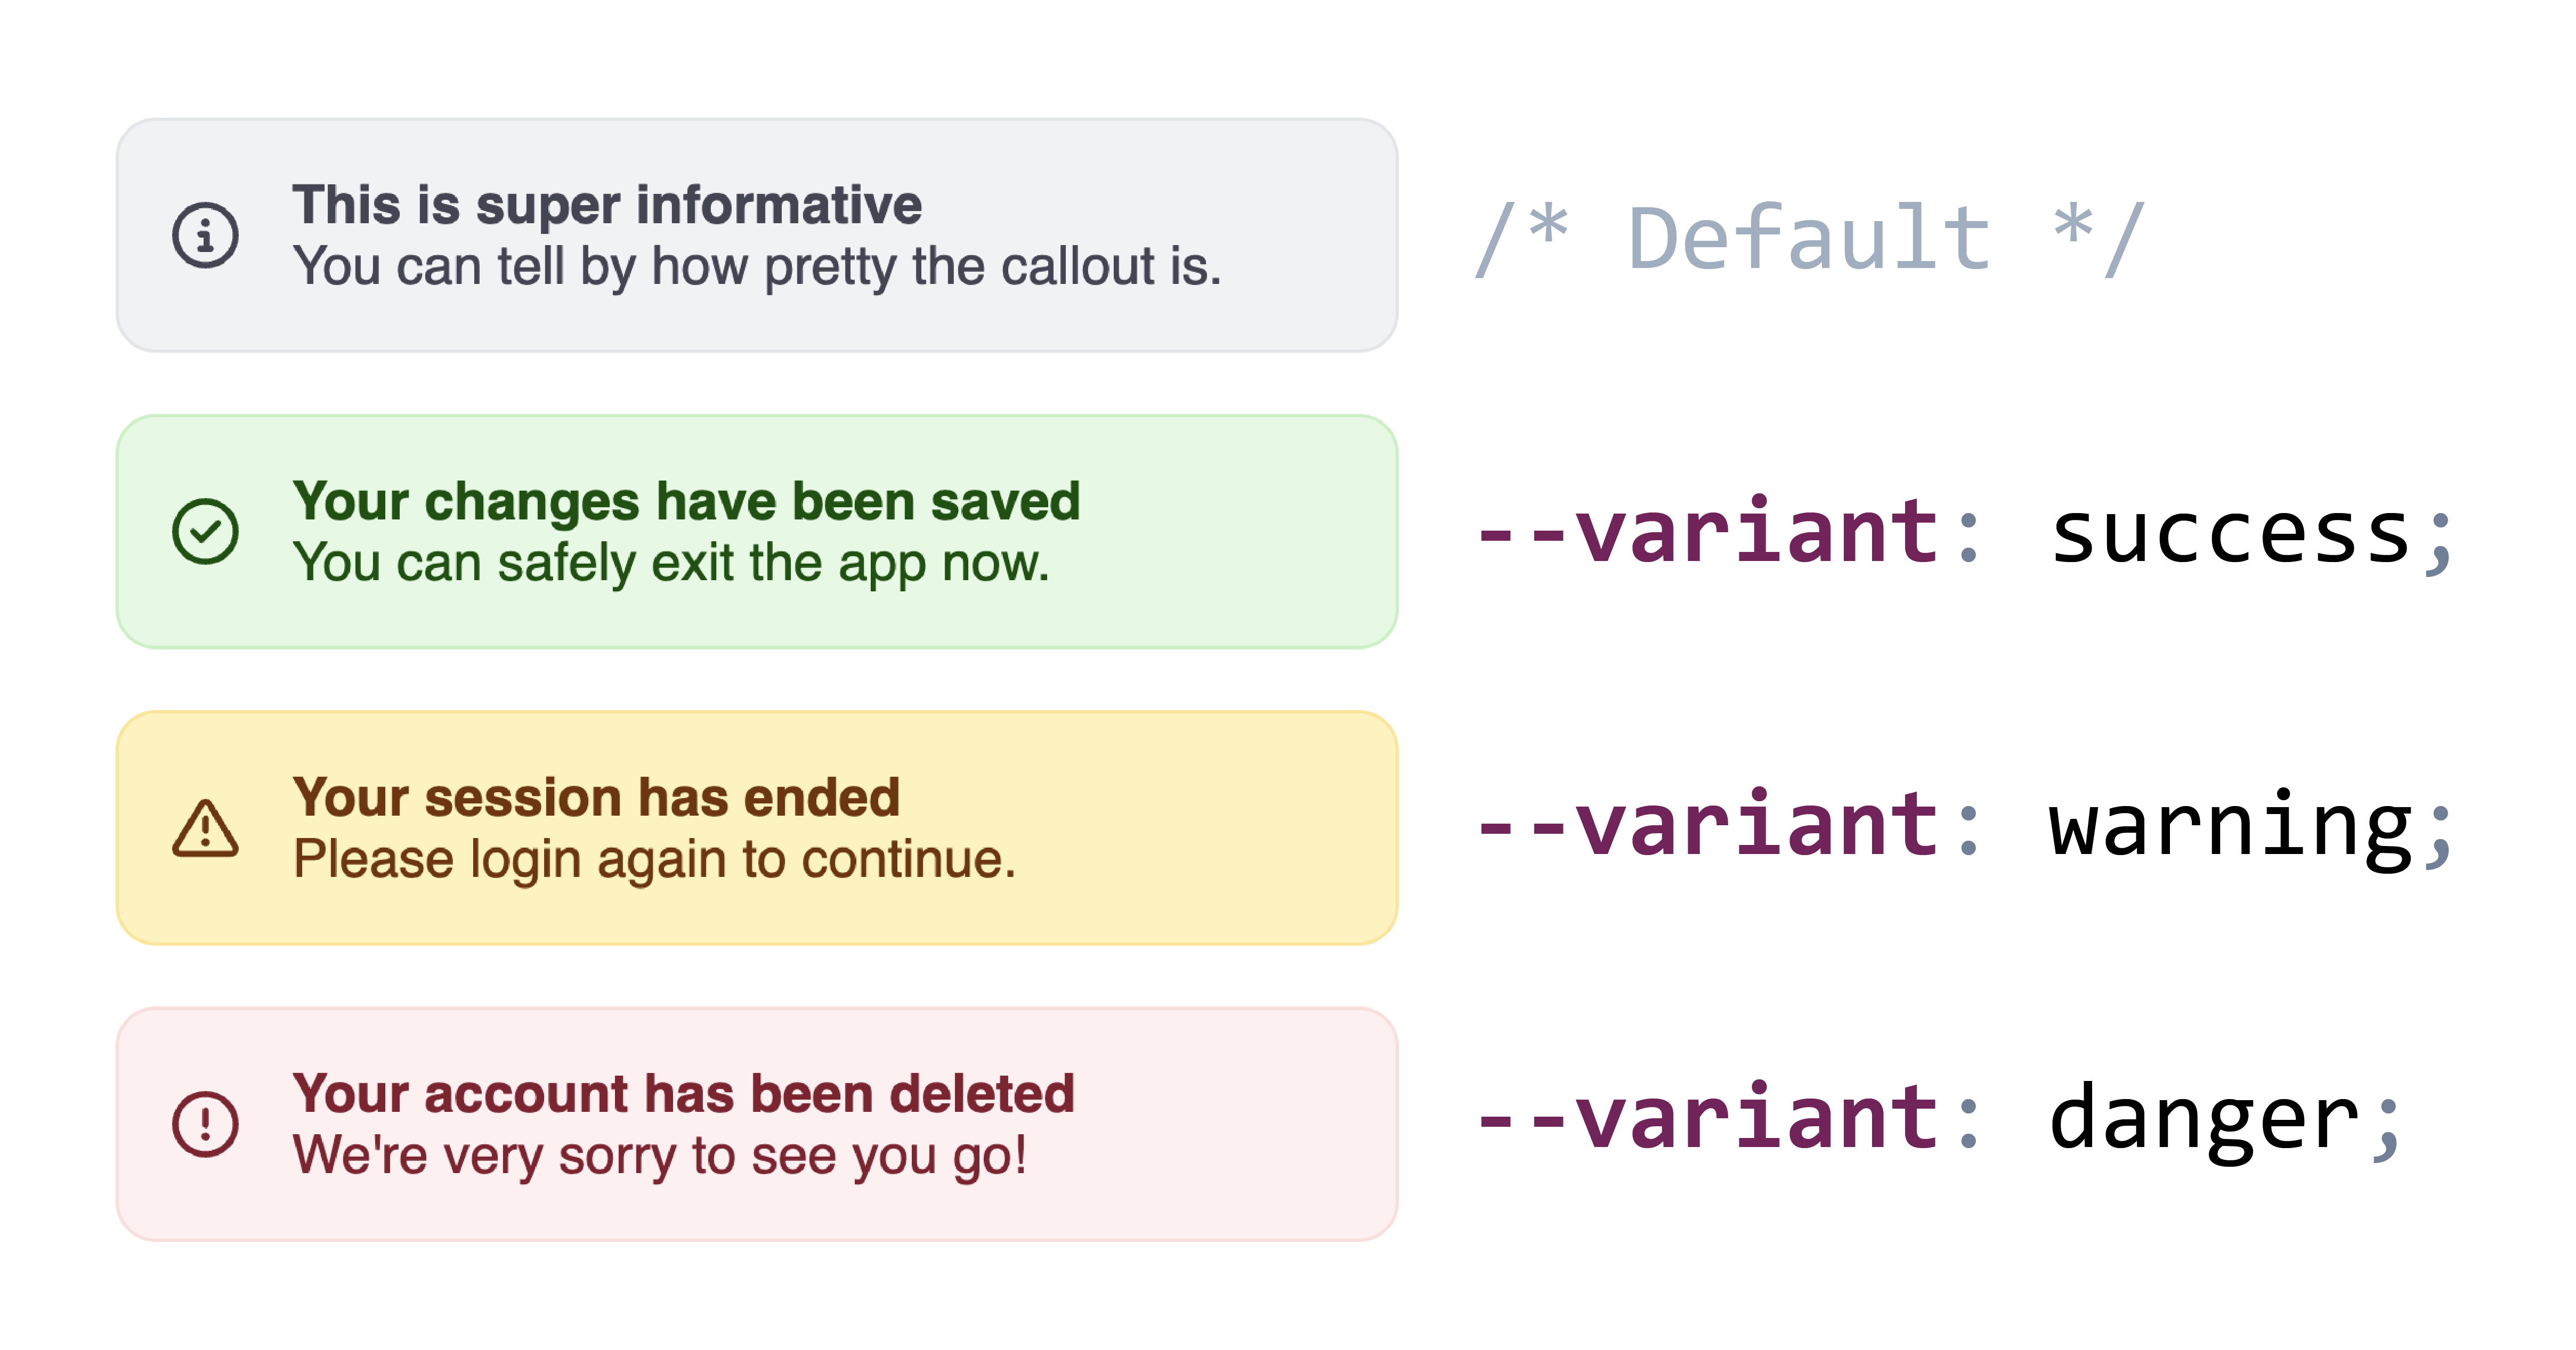 This is super informative
You can tell by how pretty the callout is.
/* Default */
Your changes have been saved
You can safely exit the app now.
--variant: success;
Your session has ended
Please login again to continue.
--variant: warning;
Your account has been deleted
We're very sorry to see you go!
--variant: danger;